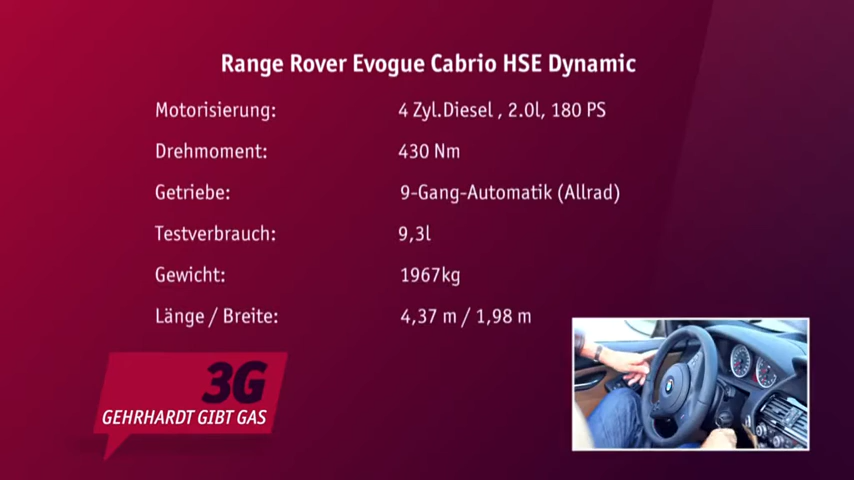 Range Rover Evogue Cabrio HSE Dynamic
Motorisierung: 4 Zyl.Diesel , 2.0l, 180 PS
Drehmoment: 430 Nm
Getriebe: 9-Gang-Automatik (Allrad)
Testverbrauch: 9,3l
Gewicht: 1967kg
Länge / Breite: 4,37 m / 1,98 m
3G
GEHRHARDT GIBT GAS